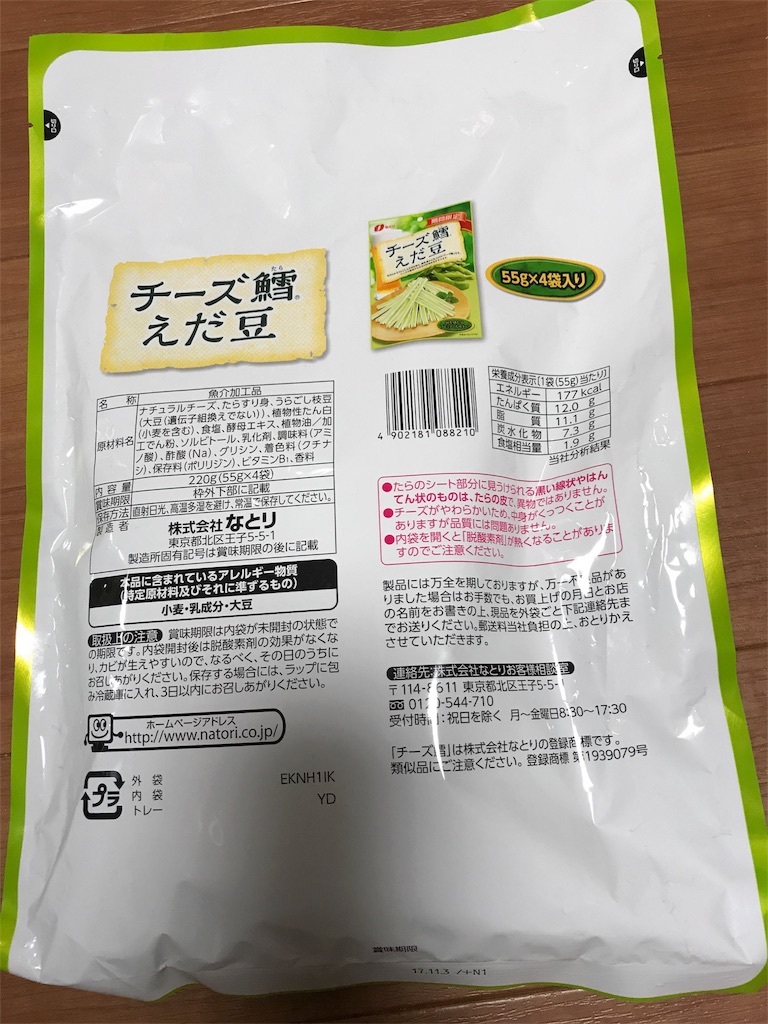 チーズ鱈®
たら
えだ豆
期間限定
チーズ鱈
えだ豆
55g×4袋入り
名 称 魚介加工品
原材料名 ナチュラルチーズ、たらすり身、うらごし枝豆
(大豆(遺伝子組換えでない))、植物性たん白
(小麦を含む)、食塩、酵母エキス、植物油／加
工でん粉、ソルビトール、乳化剤、調味料(アミ
ノ酸)、酢酸(Na)、グリシン、着色料(クチナ
シ)、保存料(ポリリジン)、ビタミンB₁、香料
内容量 220g(55g×4袋)
賞味期限 枠外下部に記載
保存方法 直射日光、高温多湿を避け、常温で保存してください。
製造者 株式会社なとり
東京都北区王子5-5-1
製造所固有記号は賞味期限の後に記載
本品に含まれているアレルギー物質
(特定原材料及びそれに準ずるもの)
小麦・乳成分・大豆
取扱上の注意 賞味期限は内袋が未開封の状態で
の期限です。内袋開封後は脱酸素剤の効果がなくな
り、カビが生えやすいので、なるべく、その日のうちに
お召しあがりください。保存する場合には、ラップに包
み冷蔵庫に入れ、3日以内にお召しあがりください。
ホームページアドレス
http://www.natori.co.jp/
プラ
外 袋
内 袋
トレー
EKNH1IK
YD
4 902181 088210
栄養成分表示(1袋(55g)当たり)
エネルギー 177 kcal
たんぱく質 12.0 g
脂質 11.1 g
炭水化物 7.3 g
食塩相当量 1.9 g
当社分析結果
●たらのシート部分に見うけられる黒い線状やはん
てん状のものは、たらの皮で、異物ではありません。
●チーズがやわらかいため、中身がくっつくことが
ありますが品質には問題ありません。
●内袋を開くと「脱酸素剤」が熱くなることがありま
すのでご注意ください。
製品には万全を期しておりますが、万一不良品があ
りました場合はお手数でも、お買上げの月日とお店
の名前をお書きの上、現品を外袋ごと下記連絡先ま
でお送りください。郵送料当社負担の上、おとりかえ
させていただきます。
連絡先：株式会社なとりお客様相談室
〒114-8611 東京都北区王子5-5-1
0120-544-710
受付時間：祝日を除く 月～金曜日8:30～17:30
「チーズ鱈」は株式会社なとりの登録商標です。
類似品にご注意ください。登録商標 第1939079号
賞味期限
17.11.3 /+N1